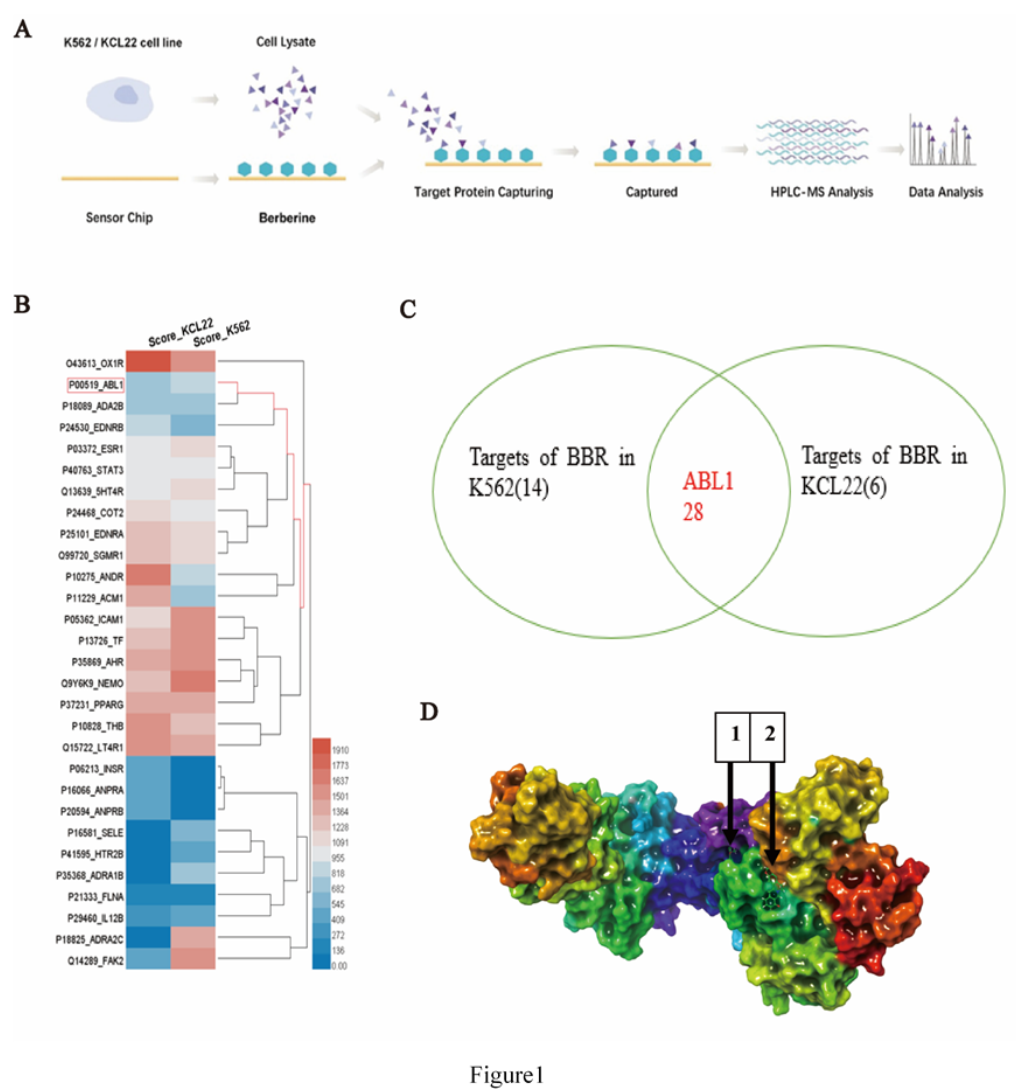 A
K562 / KCL22 cell line
Cell Lysate
Sensor Chip
Berberine
Target Protein Capturing
Captured
HPLC-MS Analysis
Data Analysis
B
Score_KCL22
Score_K562
O43613_OX1R
P00519_ABL1
P18089_ADA2B
P24530_EDNRB
P03372_ESR1
P40763_STAT3
Q13639_5HT4R
P24468_COT2
P25101_EDNRA
Q99720_SGMR1
P10275_ANDR
P11229_ACM1
P05362_ICAM1
P13726_TF
P35869_AHR
Q9Y6K9_NEMO
P37231_PPARG
P10828_THB
Q15722_LT4R1
P06213_INSR
P16066_ANPRA
P20594_ANPRB
P16581_SELE
P41595_HTR2B
P35368_ADRA1B
P21333_FLNA
P29460_IL12B
P18825_ADRA2C
Q14289_FAK2
1910
1773
1637
1501
1364
1228
1091
955
818
682
545
409
272
136
0.00
C
Targets of BBR in
K562(14)
ABL1
28
Targets of BBR in
KCL22(6)
D
1 2
Figure1